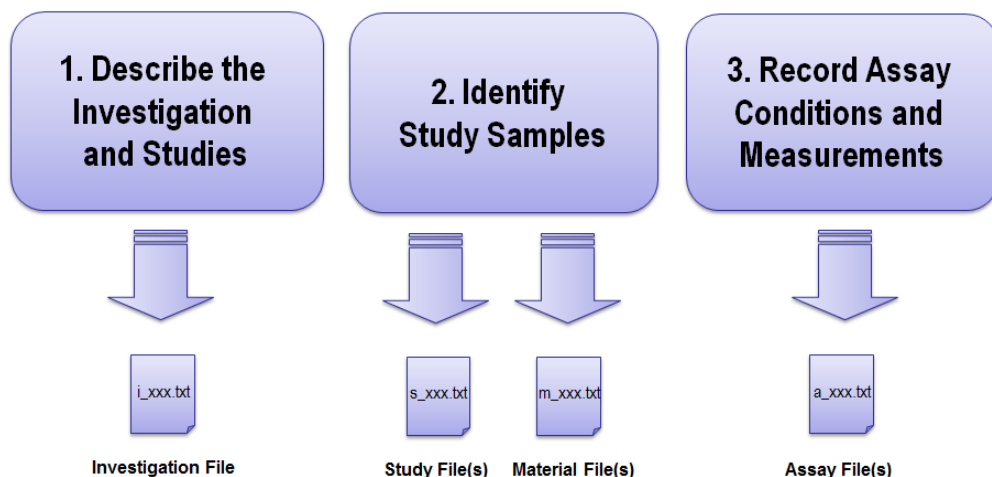 1. Describe the
Investigation
and Studies
2. Identify
Study Samples
3. Record Assay
Conditions and
Measurements
i_xxx.txt
s_xxx.txt
m_xxx.txt
a_xxx.txt
Investigation File
Study File(s)
Material File(s)
Assay File(s)